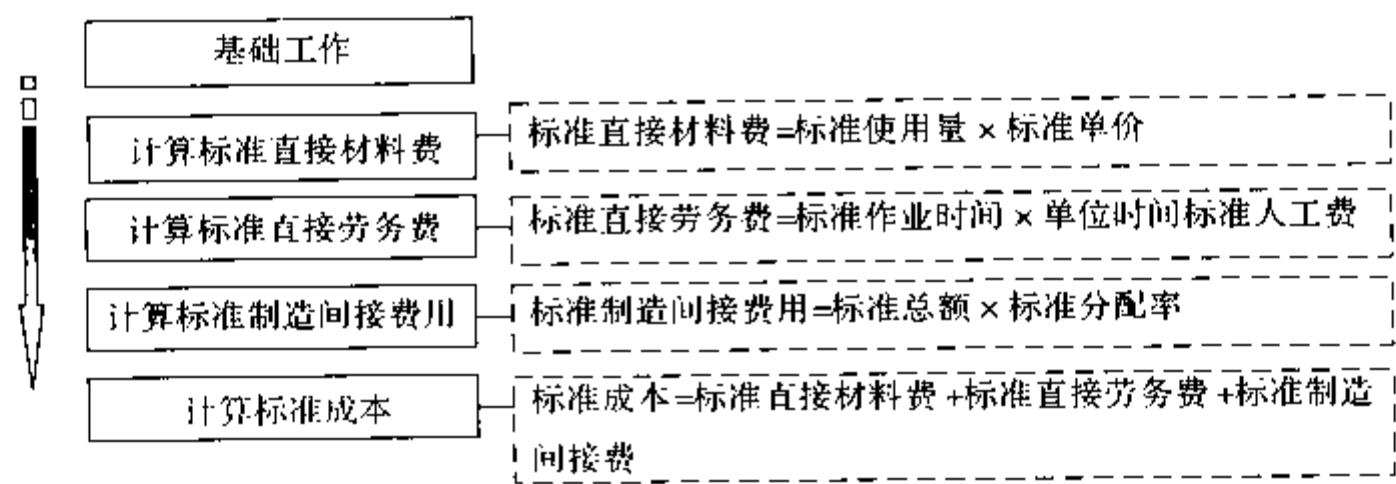 基础工作
计算标准直接材料费
标准直接材料费=标准使用量×标准单价
计算标准直接劳务费
标准直接劳务费=标准作业时间×单位时间标准人工费
计算标准制造间接费用
标准制造间接费用=标准总额×标准分配率
计算标准成本
标准成本=标准直接材料费+标准直接劳务费+标准制造
间接费